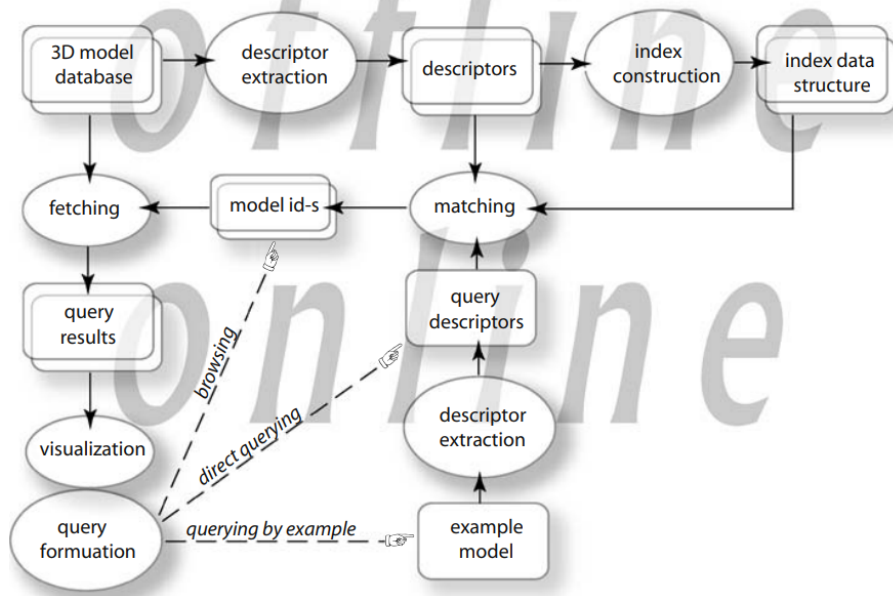 offline
3D model
database
descriptor
extraction
descriptors
index
construction
index data
structure
fetching
model id-s
matching
online
query
results
query
descriptors
browsing
direct querying
visualization
descriptor
extraction
query
formuation
querying by example
example
model